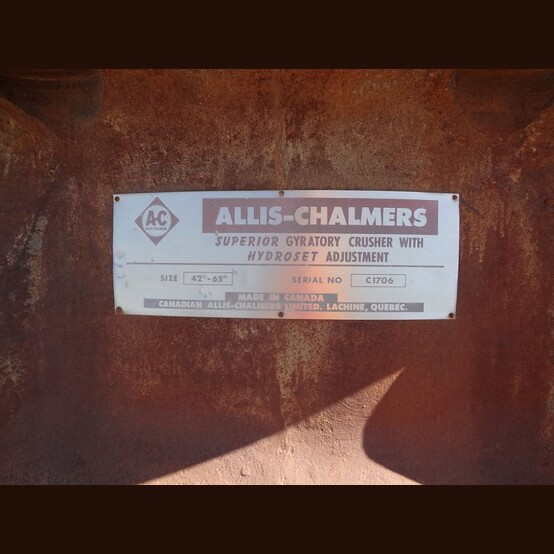 A-C
ALLIS-CHALMERS
SUPERIOR GYRATORY CRUSHER WITH
HYDROSET ADJUSTMENT
SIZE 42"-65" SERIAL NO C1706
MADE IN CANADA
CANADIAN ALLIS-CHALMERS LIMITED. LACHINE, QUEBEC.